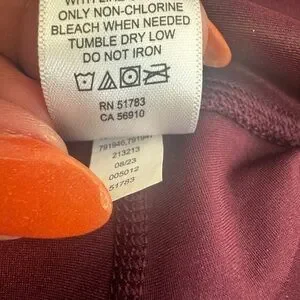 ONLY NON-CHLORINE
BLEACH WHEN NEEDED
TUMBLE DRY LOW
DO NOT IRON
RN 51783
CA 56910
213213
08/23
005012
51783